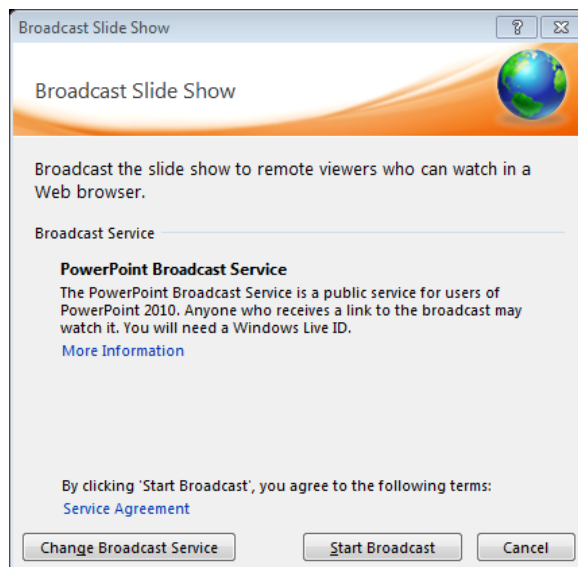 Broadcast Slide Show
Broadcast Slide Show
Broadcast the slide show to remote viewers who can watch in a
Web browser.
Broadcast Service
PowerPoint Broadcast Service
The PowerPoint Broadcast Service is a public service for users of
PowerPoint 2010. Anyone who receives a link to the broadcast may
watch it. You will need a Windows Live ID.
More Information
By clicking 'Start Broadcast', you agree to the following terms:
Service Agreement
Change Broadcast Service Start Broadcast Cancel